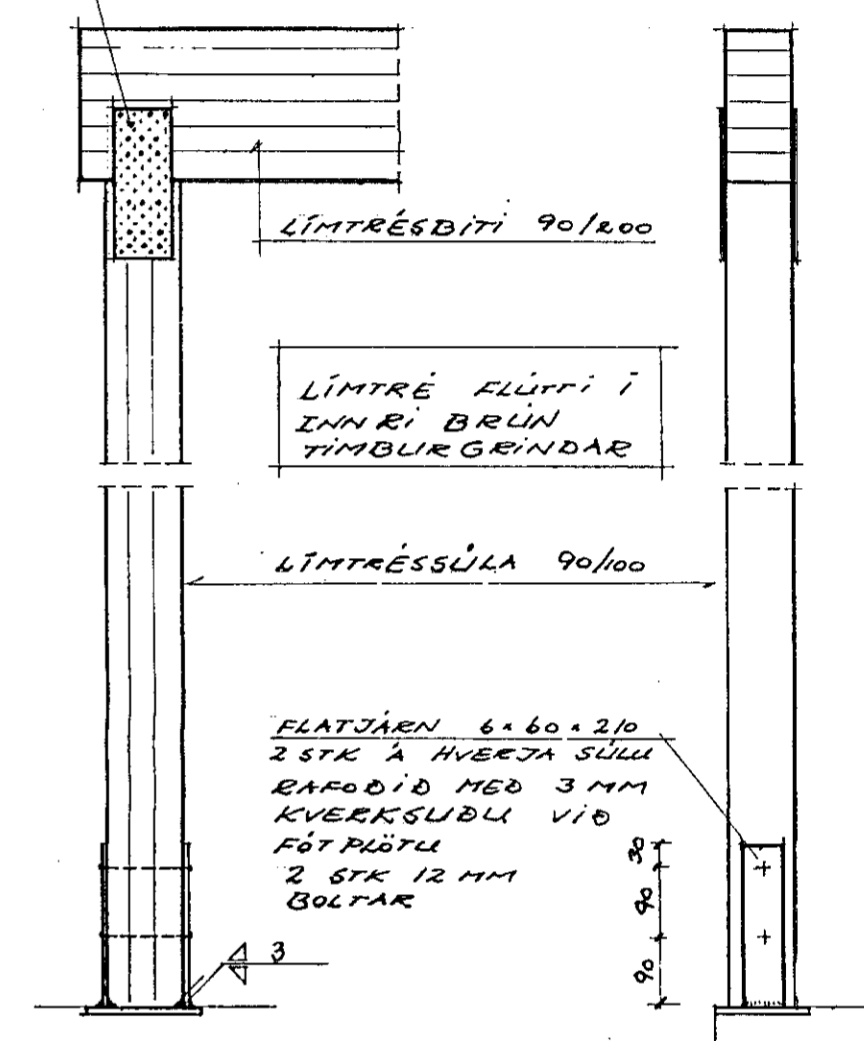 LÍMTRÉSBITI 90/200
LÍMTRÉ FLÚTTI Í
INNRI BRÚN
TIMBURGRINDAR
LÍMTRÉSSÚLA 90/100
FLATJÁRN 6×60×210
2 STK Á HVERJA SÚLU
RAFSOÐIÐ MEÐ 3 MM
KVERKSUÐU VIÐ
FÓTPLÖTU
2 STK 12 MM
BOLTAR
30
90
90
3